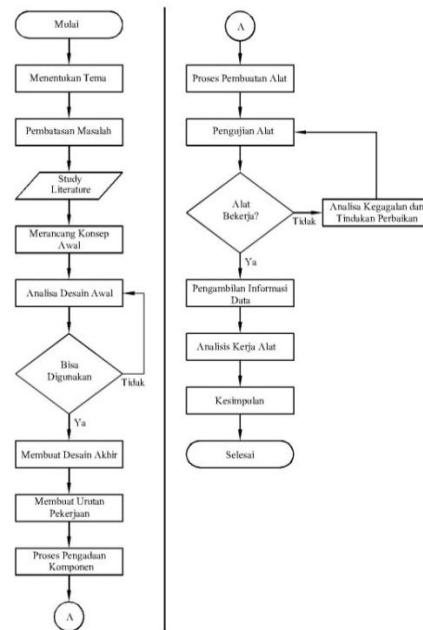 Mulai
Menentukan Tema
Pembatasan Masalah
Study
Literature
Merancang Konsep
Awal
Analisa Desain Awal
Bisa
Digunakan
Tidak
Ya
Membuat Desain Akhir
Membuat Urutan
Pekerjaan
Proses Pengadaan
Komponen
A
A
Proses Pembuatan Alat
Pengujian Alat
Alat
Bekerja?
Tidak
Analisa Kegagalan dan
Tindakan Perbaikan
Ya
Pengambilan Informasi
Data
Analisis Kerja Alat
Kesimpulan
Selesai